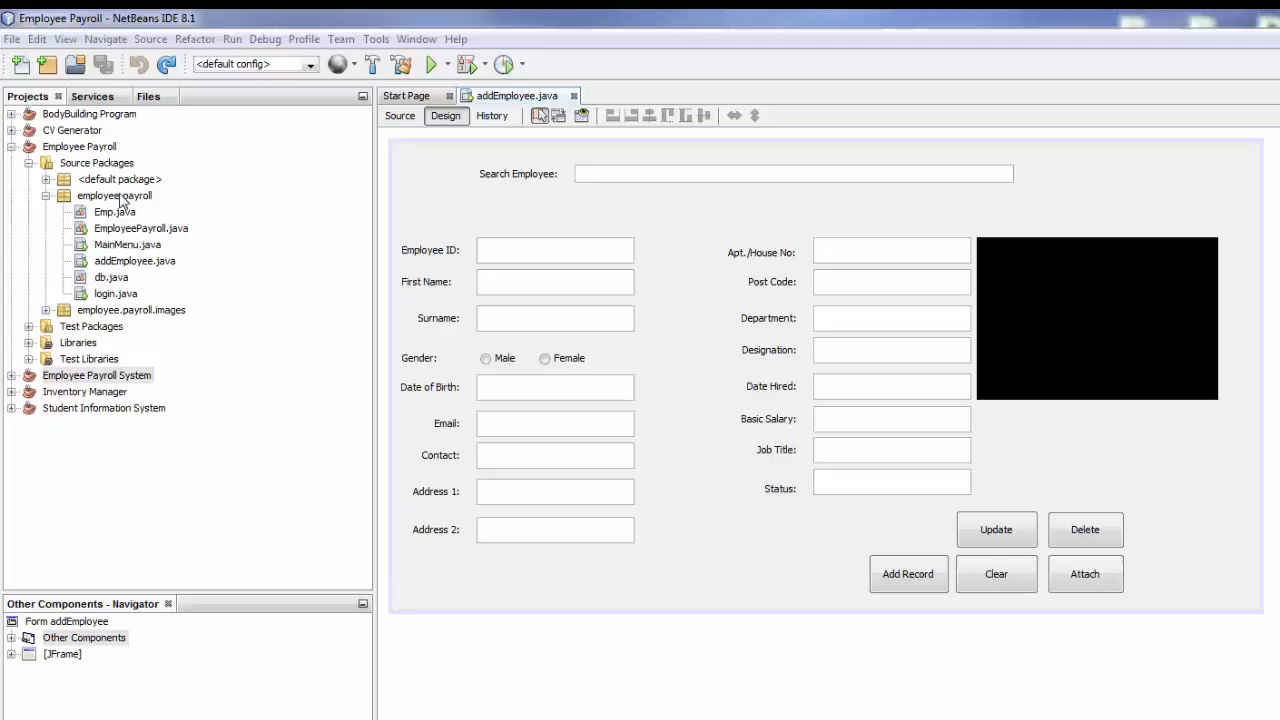 Employee Payroll - NetBeans IDE 8.1
File Edit View Navigate Source Refactor Run Debug Profile Team Tools Window Help
<default config>
Projects Services Files
Start Page addEmployee.java
Source Design History
BodyBuilding Program
CV Generator
Employee Payroll
Source Packages
<default package>
employee.payroll
Emp.java
EmployeePayroll.java
MainMenu.java
addEmployee.java
db.java
login.java
employee.payroll.images
Test Packages
Libraries
Test Libraries
Employee Payroll System
Inventory Manager
Student Information System
Search Employee:
Employee ID:
First Name:
Surname:
Gender: Male Female
Date of Birth:
Email:
Contact:
Address 1:
Address 2:
Apt./House No:
Post Code:
Department:
Designation:
Date Hired:
Basic Salary:
Job Title:
Status:
Update Delete
Add Record Clear Attach
Other Components - Navigator
Form addEmployee
Other Components
[JFrame]